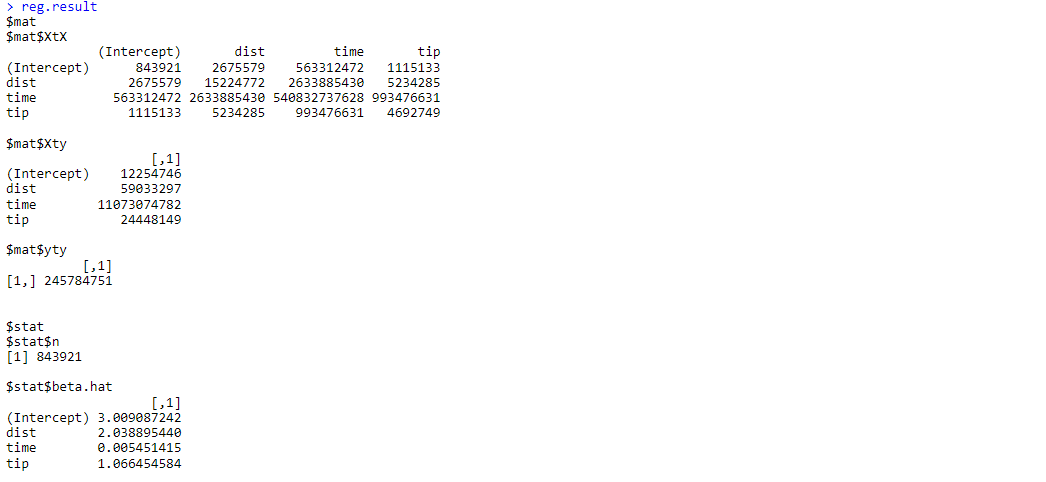 > reg.result
$mat
$mat$XtX
            (Intercept)       dist         time       tip
(Intercept)      843921    2675579    563312472   1115133
dist            2675579   15224772   2633885430   5234285
time          563312472 2633885430 540832737628 993476631
tip             1115133    5234285    993476631   4692749
$mat$Xty
                   [,1]
(Intercept)    12254746
dist           59033297
time        11073074782
tip            24448149
$mat$yty
          [,1]
[1,] 245784751
$stat
$stat$n
[1] 843921
$stat$beta.hat
                   [,1]
(Intercept) 3.009087242
dist        2.038895440
time        0.005451415
tip         1.066454584